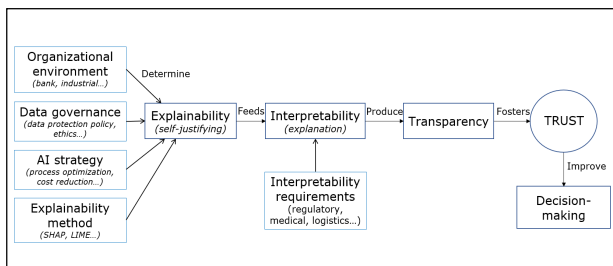 Organizational
environment
(bank, industrial...)
Determine
Data governance
(data protection policy,
ethics...)
AI strategy
(process optimization,
cost reduction...)
Explainability
method
(SHAP, LIME...)
Explainability
(self-justifying)
Feeds
Interpretability
(explanation)
Interpretability
requirements
(regulatory,
medical, logistics...)
Produce
Transparency
Fosters
TRUST
Improve
Decision-
making